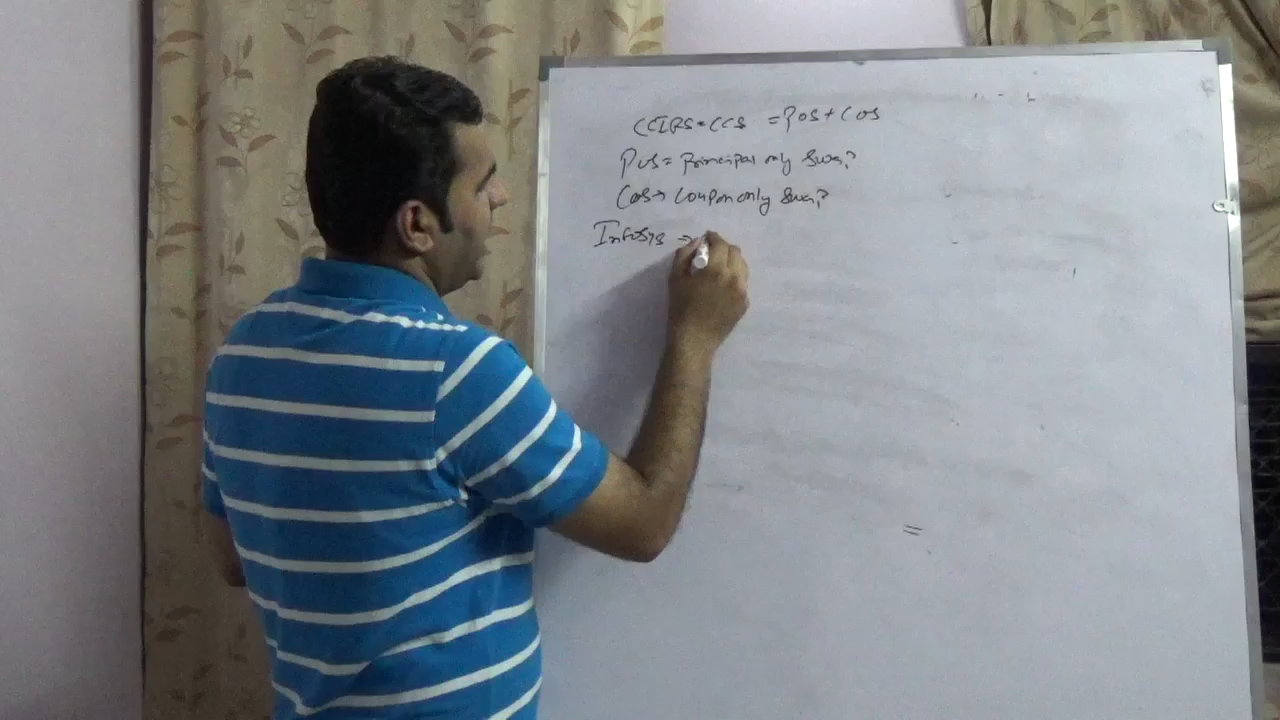 CCIRS = CCS = POS + COS
POS = Principal only Swap
COS → Coupon only Swap
Infosys →